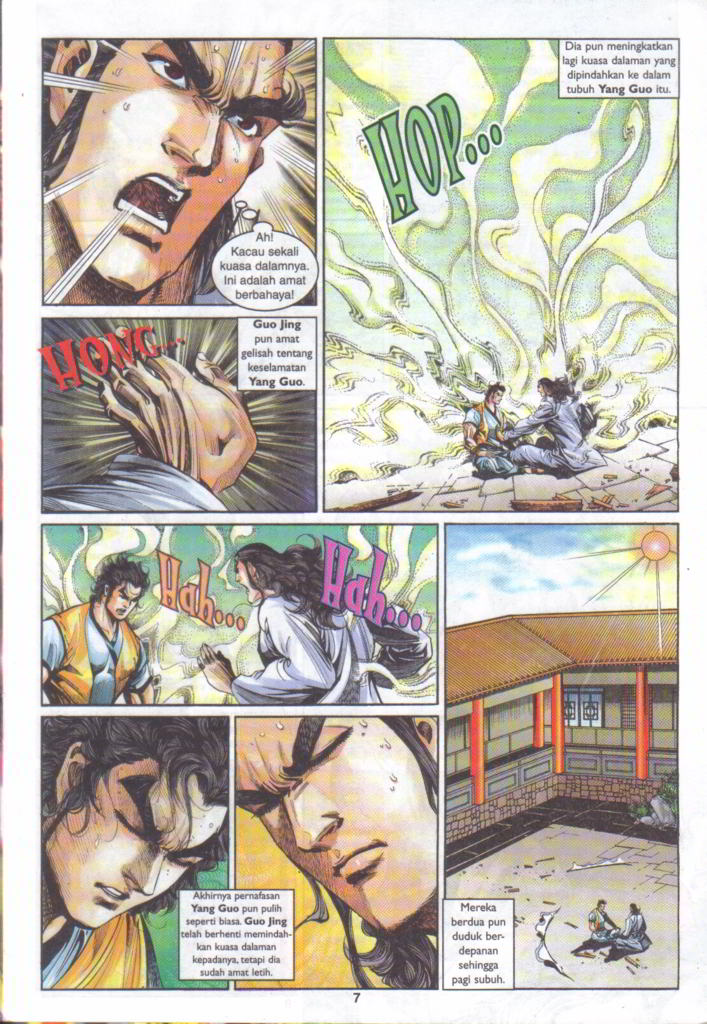 Ah!
Kacau sekali
kuasa dalamnya.
Ini adalah amat
berbahaya!
Dia pun meningkatkan
lagi kuasa dalaman yang
dipindahkan ke dalam
tubuh Yang Guo itu.
HOP...
HONG...
Guo Jing
pun amat
gelisah tentang
keselamatan
Yang Guo.
Hah...
Hah...
Akhirnya pernafasan
Yang Guo pun pulih
seperti biasa. Guo Jing
telah berhenti memindah-
kan kuasa dalaman
kepadanya, tetapi dia
sudah amat letih.
Mereka
berdua pun
duduk ber-
depanan
sehingga
pagi subuh.
7